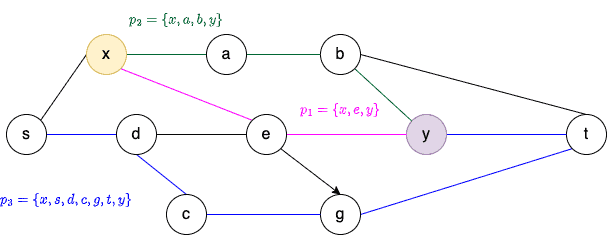 p₂ = {x, a, b, y}
x
a
b
p₁ = {x, e, y}
s
d
e
y
t
p₃ = {x, s, d, c, g, t, y}
c
g